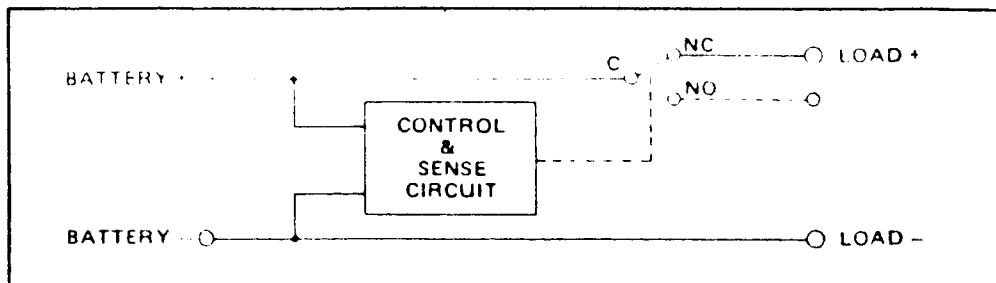 NC
LOAD +
C
BATTERY +
NO
CONTROL
&
SENSE
CIRCUIT
BATTERY –
LOAD –